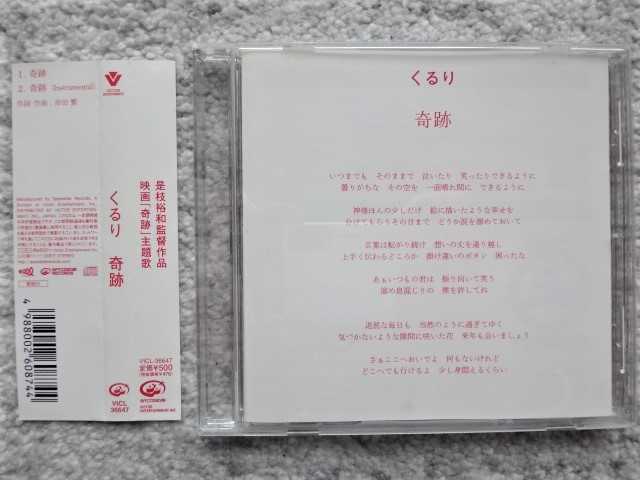 1. 奇跡
2. 奇跡 (Instrumental)
作詞 作曲：岸田 繁
VICTOR
ENTERTAINMENT
是枝裕和監督作品
映画「奇跡」主題歌
くるり 奇跡
4 988002 608744
VICL-36647
定価¥500
(税抜価格¥476)
SPEEDSTAR
RECORDS
VICL
36647
SPEEDSTAR
VICTOR
ENTERTAINMENT, INC.
くるり
奇跡
いつまでも そのままで 泣いたり 笑ったりできるように
曇りがちな その空を 一面晴れ間に できるように
神様ほんの少しだけ 絵に描いたような幸せを
分けてもらうその日まで どうか涙を溜めておいて
言葉は転がり続け 想いの丈を通り越し
上手く伝わるどころか 掛け違いのボタン 困ったな
あぁいつもの君は 振り向いて笑う
溜め息混じりの 僕を許してね
退屈な毎日も 当然のように過ぎてゆく
気づかないような隙間に咲いた花 来年も会いましょう
さぁここへおいでよ 何もないけれど
どこへでも行けるよ 少し身悶えるくらい